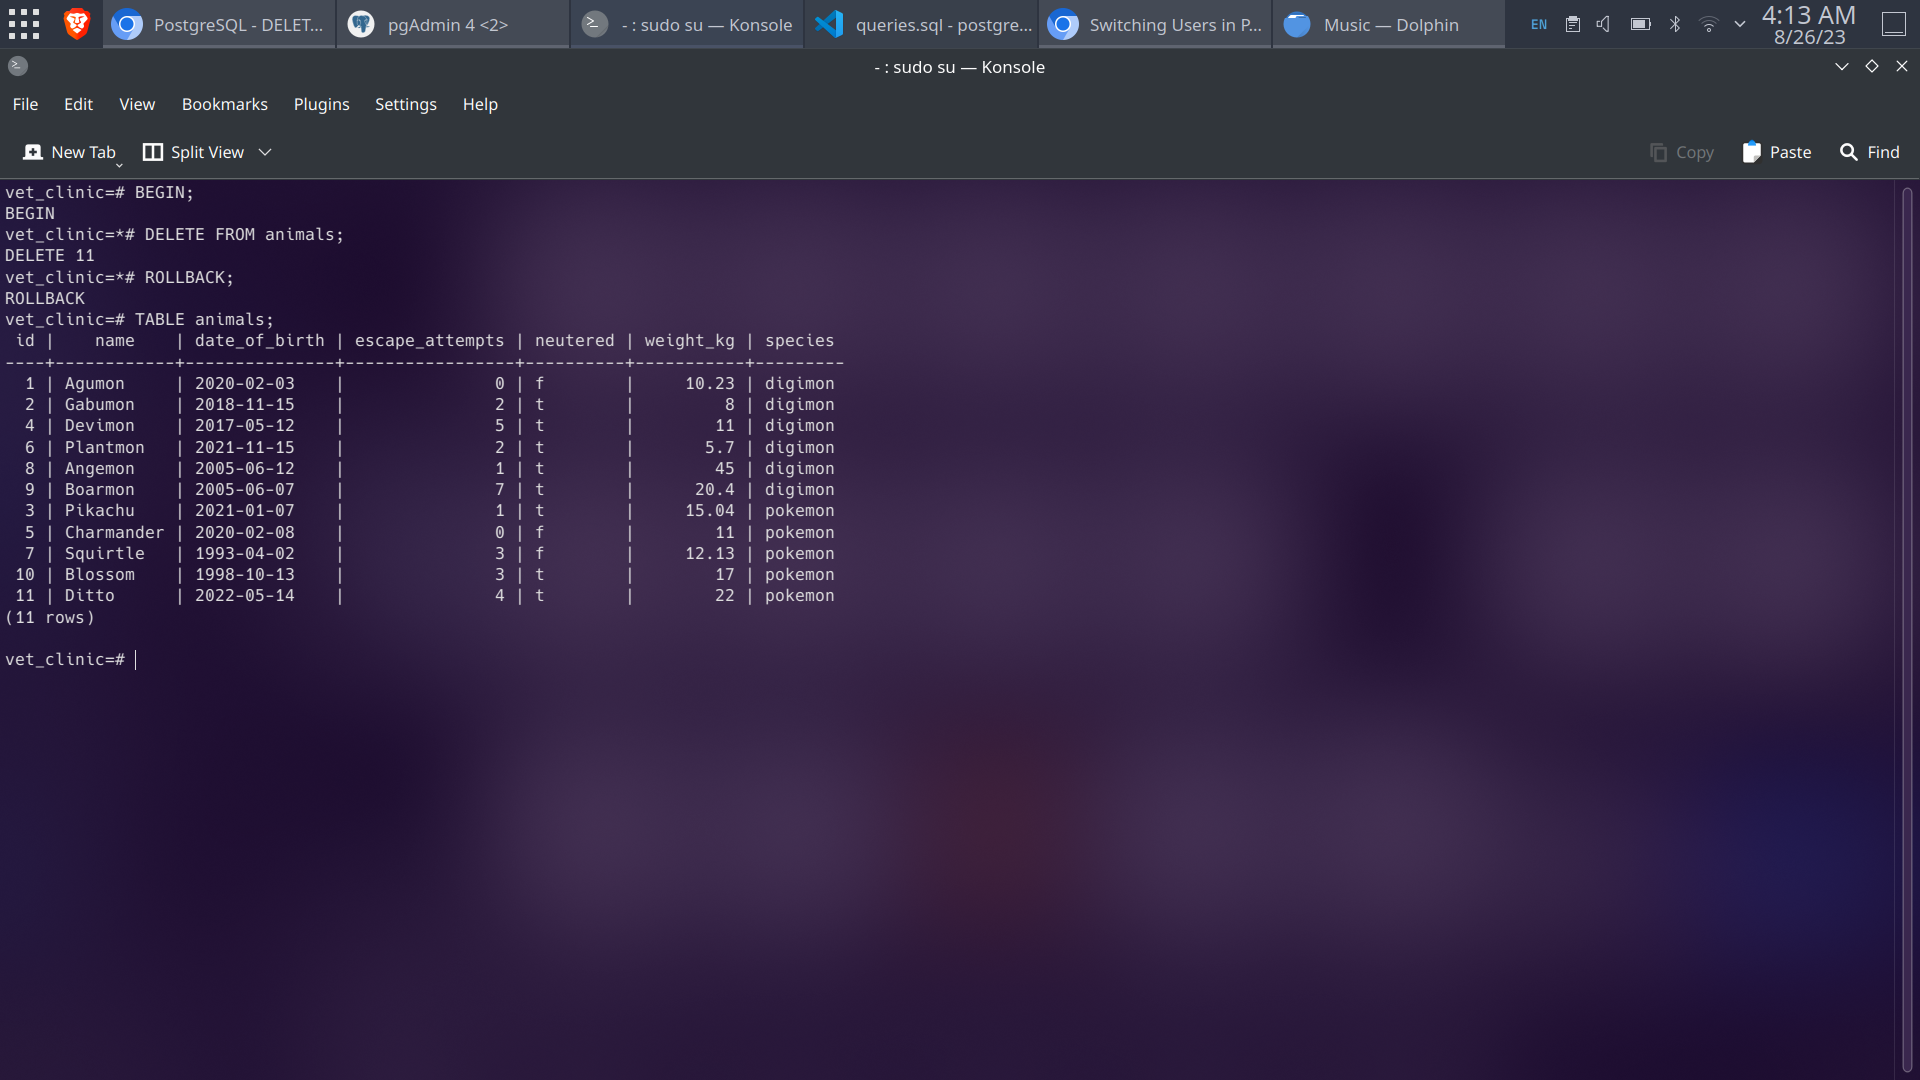 PostgreSQL - DELET...
pgAdmin 4 <2>
- : sudo su — Konsole
queries.sql - postgre...
Switching Users in P...
Music — Dolphin
EN
4:13 AM
8/26/23
- : sudo su — Konsole
File Edit View Bookmarks Plugins Settings Help
New Tab Split View Copy Paste Find
vet_clinic=# BEGIN;
BEGIN
vet_clinic=*# DELETE FROM animals;
DELETE 11
vet_clinic=*# ROLLBACK;
ROLLBACK
vet_clinic=# TABLE animals;
 id |    name    | date_of_birth | escape_attempts | neutered | weight_kg | species
----+------------+---------------+-----------------+----------+-----------+---------
  1 | Agumon     | 2020-02-03    |               0 | f        |     10.23 | digimon
  2 | Gabumon    | 2018-11-15    |               2 | t        |         8 | digimon
  4 | Devimon    | 2017-05-12    |               5 | t        |        11 | digimon
  6 | Plantmon   | 2021-11-15    |               2 | t        |       5.7 | digimon
  8 | Angemon    | 2005-06-12    |               1 | t        |        45 | digimon
  9 | Boarmon    | 2005-06-07    |               7 | t        |      20.4 | digimon
  3 | Pikachu    | 2021-01-07    |               1 | t        |     15.04 | pokemon
  5 | Charmander | 2020-02-08    |               0 | f        |        11 | pokemon
  7 | Squirtle   | 1993-04-02    |               3 | f        |     12.13 | pokemon
 10 | Blossom    | 1998-10-13    |               3 | t        |        17 | pokemon
 11 | Ditto      | 2022-05-14    |               4 | t        |        22 | pokemon
(11 rows)
vet_clinic=#